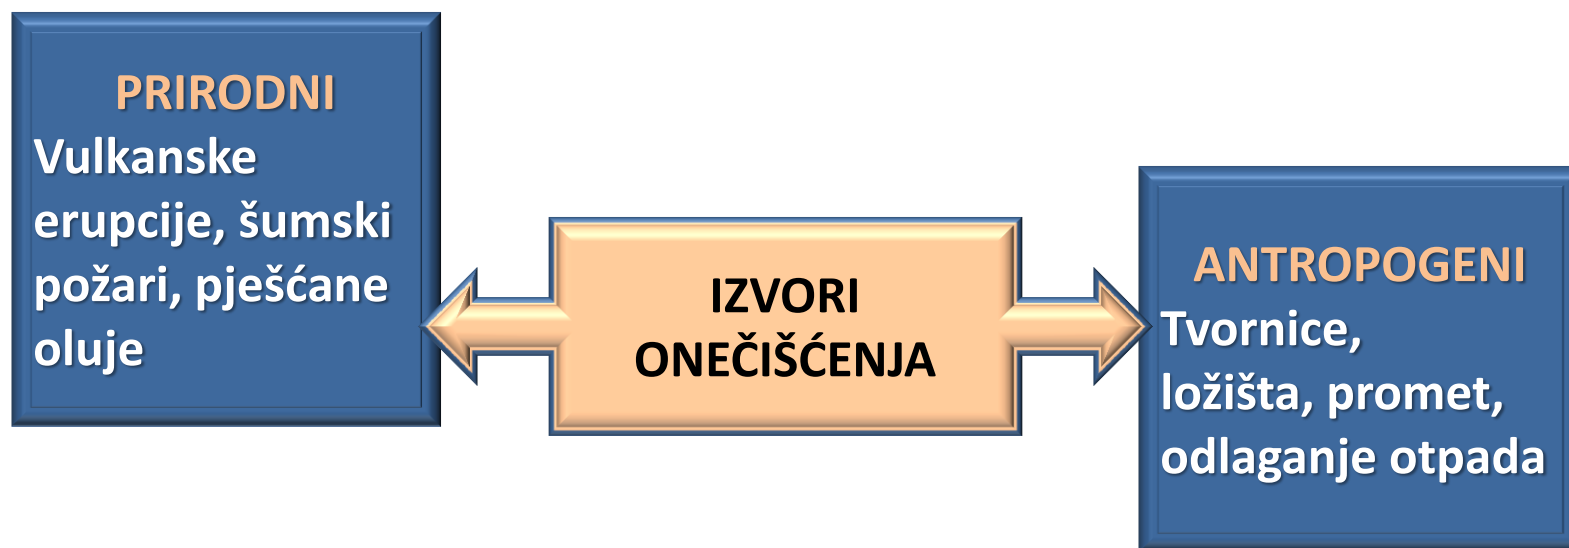 PRIRODNI
Vulkanske
erupcije, šumski
požari, pješćane
oluje
IZVORI
ONEČIŠĆENJA
ANTROPOGENI
Tvornice,
ložišta, promet,
odlaganje otpada